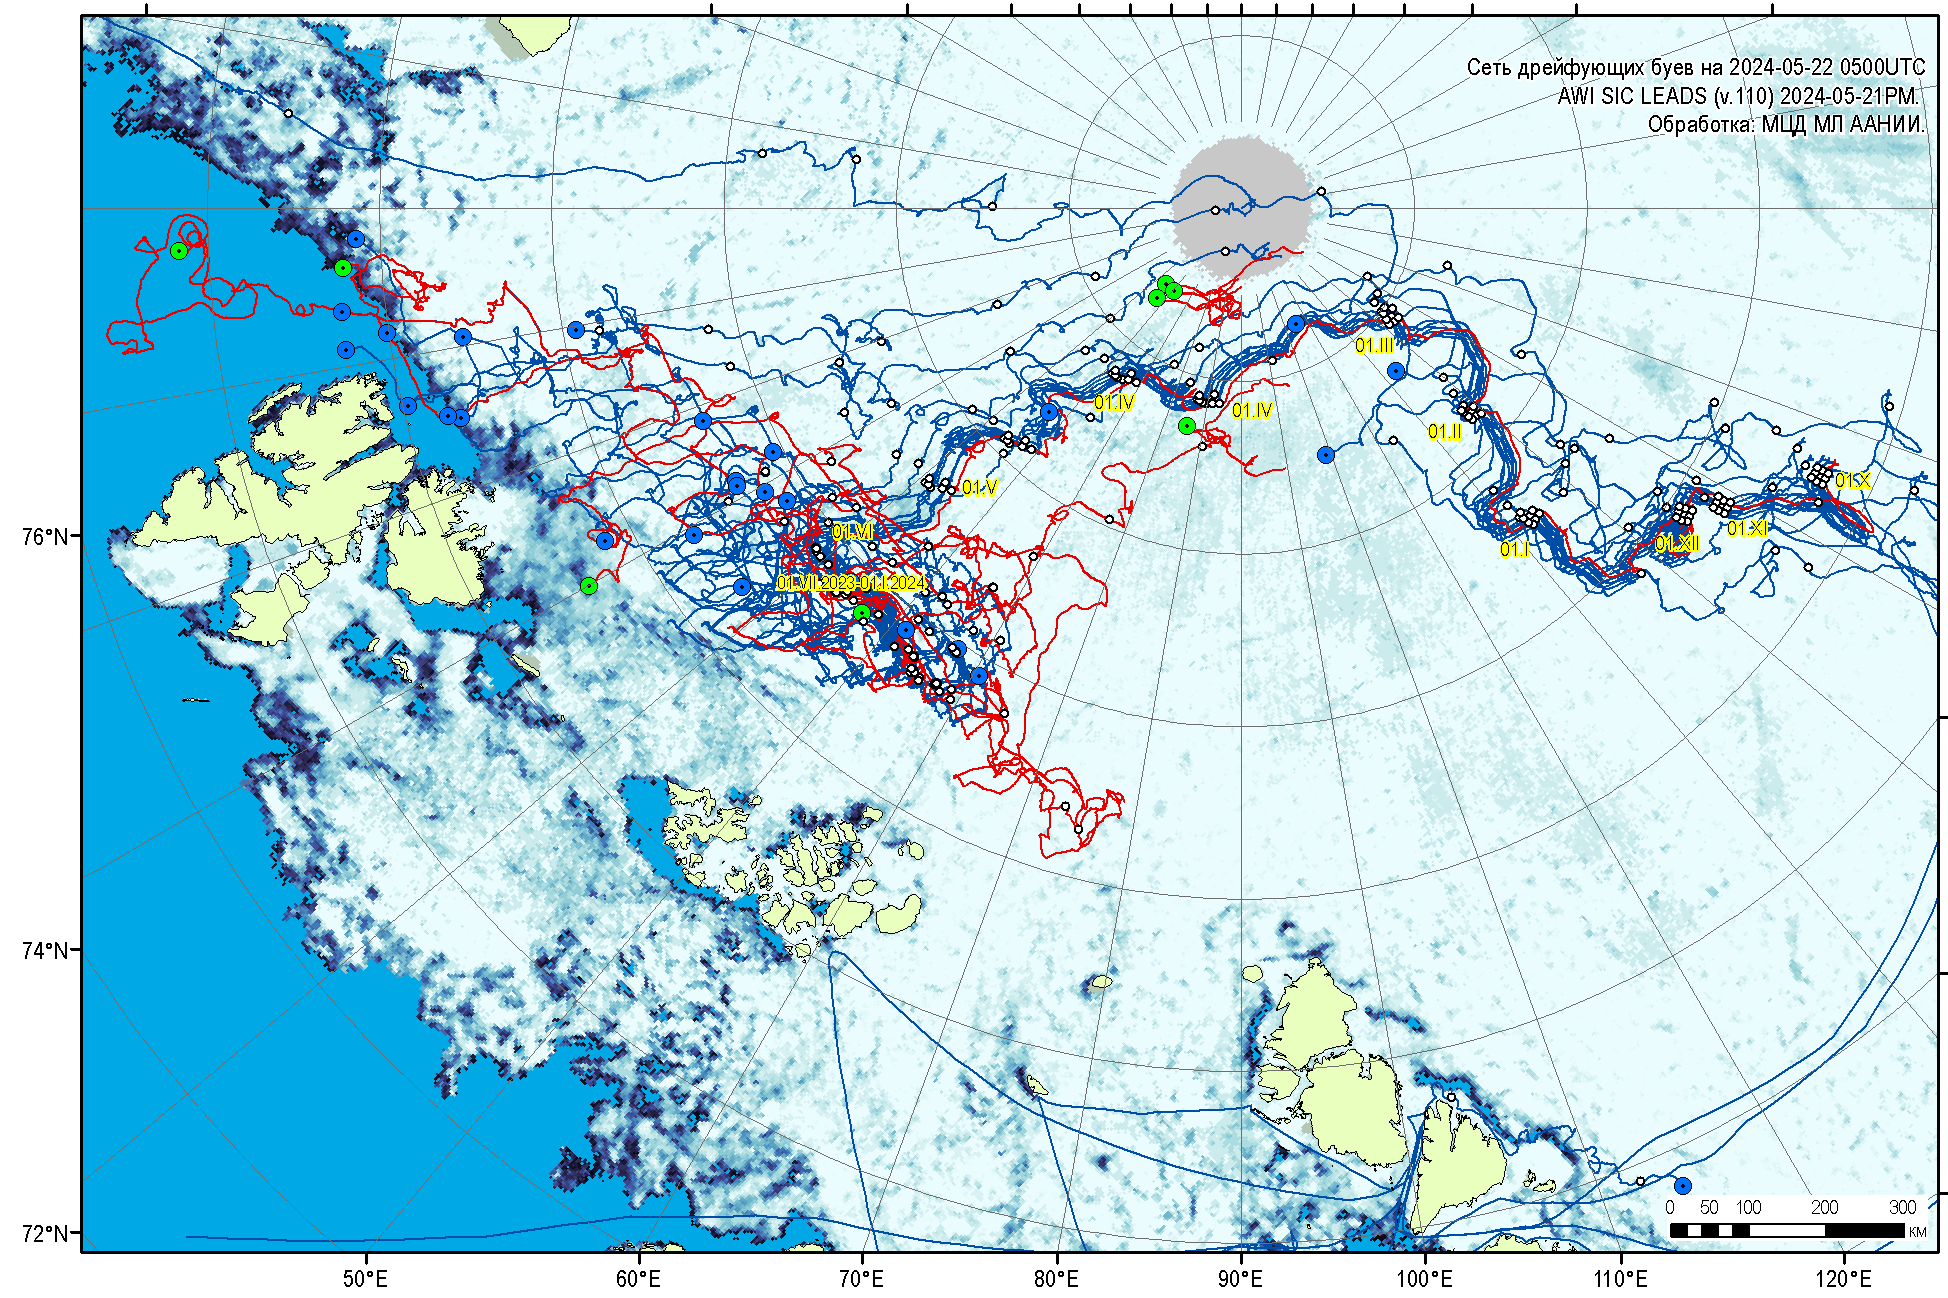 Сеть дрейфующих буев на 2024-05-22 0500UTC
AWI SIC LEADS (v.110) 2024-05-21PM.
Обработка: МЦД МЛ ААНИИ.
01.III
01.IV
01.IV
01.II
01.V
01.X
01.XI
01.VI
01.XII
01.I
01.VII.2023-01.I.2024
76°N
74°N
72°N
0 50 100 200 300
КМ
50°E 60°E 70°E 80°E 90°E 100°E 110°E 120°E